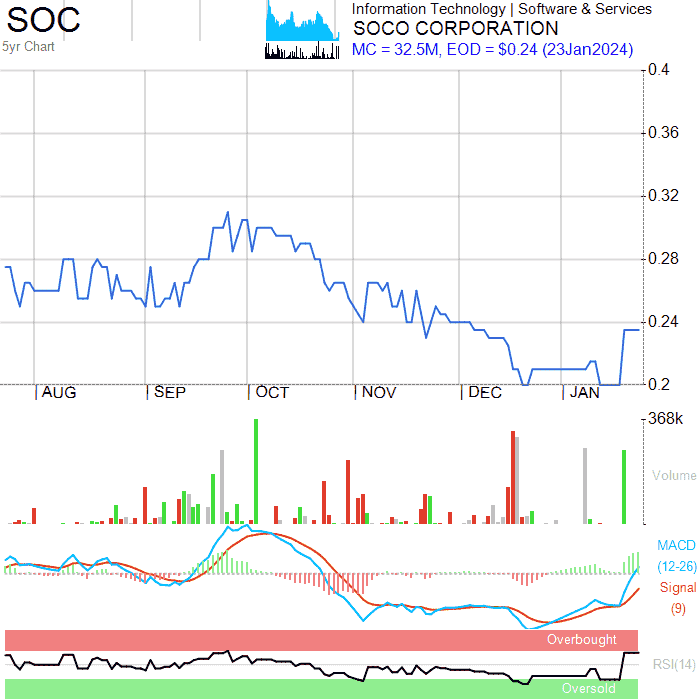 SOC
5yr Chart
Information Technology | Software & Services
SOCO CORPORATION
MC = 32.5M, EOD = $0.24 (23Jan2024)
0.4
0.36
0.32
0.28
0.24
0.2
AUG SEP OCT NOV DEC JAN
368k
Volume
MACD
(12-26)
Signal
(9)
Overbought
RSI(14)
Oversold